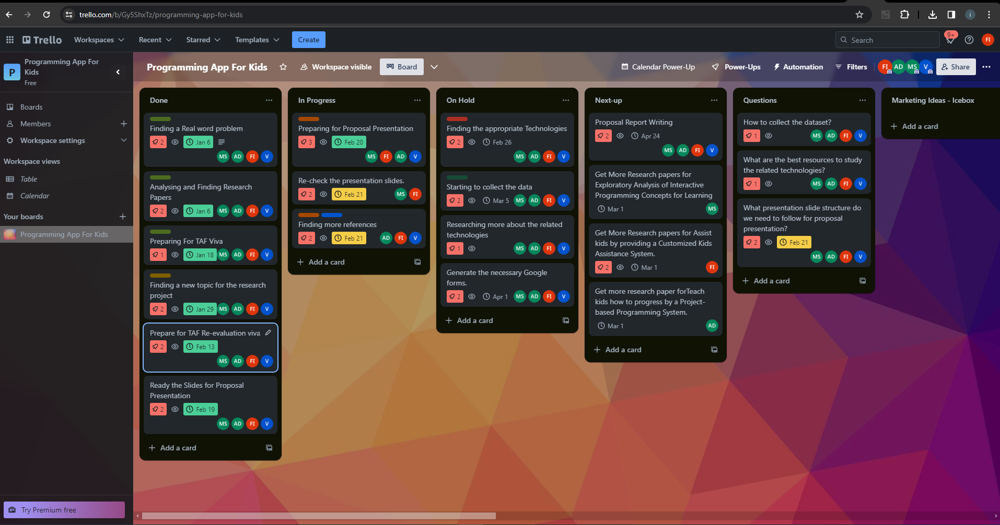 trello.com/b/Gy5ShxTz/programming-app-for-kids
Trello
Workspaces
Recent
Starred
Templates
Create
Search
9+
FI
P
Programming App For
Kids
Free
Boards
Members
Workspace settings
Workspace views
Table
Calendar
Your boards
Programming App For Kids
Try Premium free
Programming App For Kids
Workspace visible
Board
Calendar Power-Up
Power-Ups
Automation
Filters
FI AD MS V
Share
Done
Finding a Real word problem
2 Jan 6
MS AD FI V
Analysing and Finding Research
Papers
2 Jan 6 MS AD FI V
Preparing For TAF Viva
1 Jan 18 MS AD FI V
Finding a new topic for the research
project
2 Jan 29 MS AD FI V
Prepare for TAF Re-evaluation viva
2 Feb 13
MS AD FI V
Ready the Slides for Proposal
Presentation
2 Feb 19
MS AD FI V
Add a card
In Progress
Preparing for Proposal Presentation
3 Feb 20
MS FI AD V
Re-check the presentation slides.
2 Feb 21 MS FI
Finding more references
2 Feb 21 AD FI V
Add a card
On Hold
Finding the appropriate Technologies
2 Feb 26
MS AD FI V
Starting to collect the data
2 Mar 5 MS AD FI V
Researching more about the related
technologies
1 MS AD FI V
Generate the necessary Google
forms.
2 Apr 1 MS AD FI V
Add a card
Next-up
Proposal Report Writing
2 Apr 24
MS AD FI V
Get More Research papers for
Exploratory Analysis of Interactive
Programming Concepts for Learning
Mar 1 MS
Get More Research papers for Assist
kids by providing a Customized Kids
Assistance System.
2 Mar 1 FI
Get more research paper forTeach
kids how to progress by a Project-
based Programming System.
Mar 1 AD
Add a card
Questions
How to collect the dataset?
1 MS AD FI V
What are the best resources to study
the related technologies?
1 MS AD FI V
What presentation slide structure do
we need to follow for proposal
presentation?
2 Feb 21
MS AD FI V
Add a card
Marketing Ideas - Icebox
Add a card